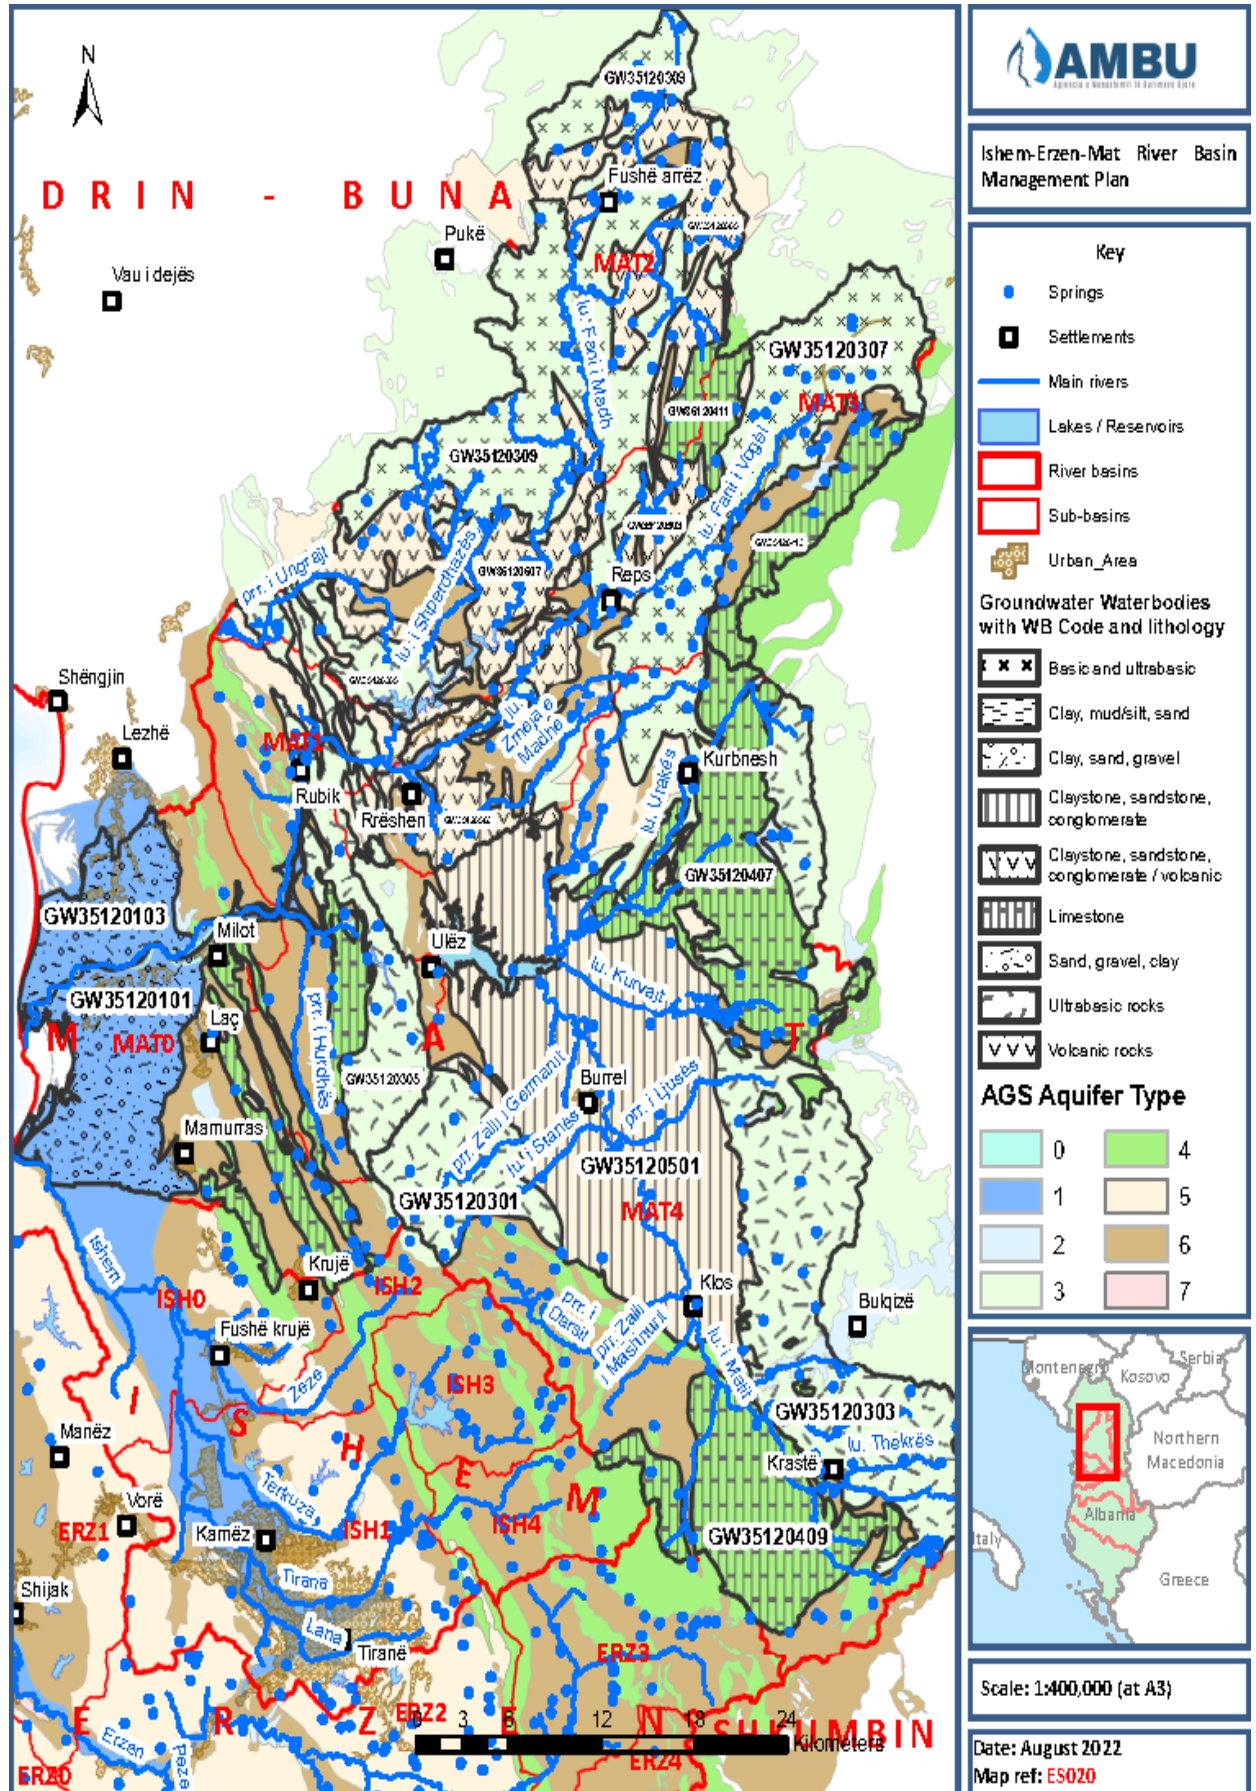 N
DRIN - BUNA
GW35120309
Fushë arrëz
Pukë
Vau i dejës
MAT2
lu. Fani i Madh
GW35120307
MAT3
GW35120411
GW35120309
lu. Fani i Vogël
prr. i Ungrejt
lu. i Shperdhazës
GW35120607
Reps
Shëngjin
Lezhë
MAT1
Rubik
Rrëshen
lu.
Zmeja e
Madhe
lu. Urakës
Kurbnesh
GW35120407
GW35120103
Milot
Ulëz
GW35120101
Laç
M
MAT0
A
T
lu. Kurvajt
prr. i Hurdhës
GW35120305
prr. Zalli i Germanit
Burrel
lu. i Stanës
prr. i Ljusës
Mamurras
GW35120501
GW35120301
MAT4
Ishem
Krujë
ISH2
ISH0
Klos
Bulqizë
prr. i
Darsit
prr. Zalli
i Mashnurit
lu. i Matit
Fushë krujë
Zeze
ISH3
GW35120303
I
S
H
E
M
Manëz
lu. Thekrës
Krastë
Terkuza
Vorë
ERZ1
Kamëz
ISH1
ISH4
GW35120409
Shijak
Tirana
Lana
Tiranë
ERZ3
ERZ2
E
R
Z
E
N
SHKUMBIN
Erzen
ERZ0
ERZ4
0 3 6 12 18 24
Kilometers
AMBU
Ishem-Erzen-Mat River Basin
Management Plan
Key
Springs
Settlements
Main rivers
Lakes / Reservoirs
River basins
Sub-basins
Urban_Area
Groundwater Waterbodies
with WB Code and lithology
Basic and ultrabasic
Clay, mud/silt, sand
Clay, sand, gravel
Claystone, sandstone,
conglomerate
Claystone, sandstone,
conglomerate / volcanic
Limestone
Sand, gravel, clay
Ultrabasic rocks
Volcanic rocks
AGS Aquifer Type
0 4
1 5
2 6
3 7
Montenegro
Serbia
Kosovo
Northern
Macedonia
Albania
Italy
Greece
Scale: 1:400,000 (at A3)
Date: August 2022
Map ref: ES020